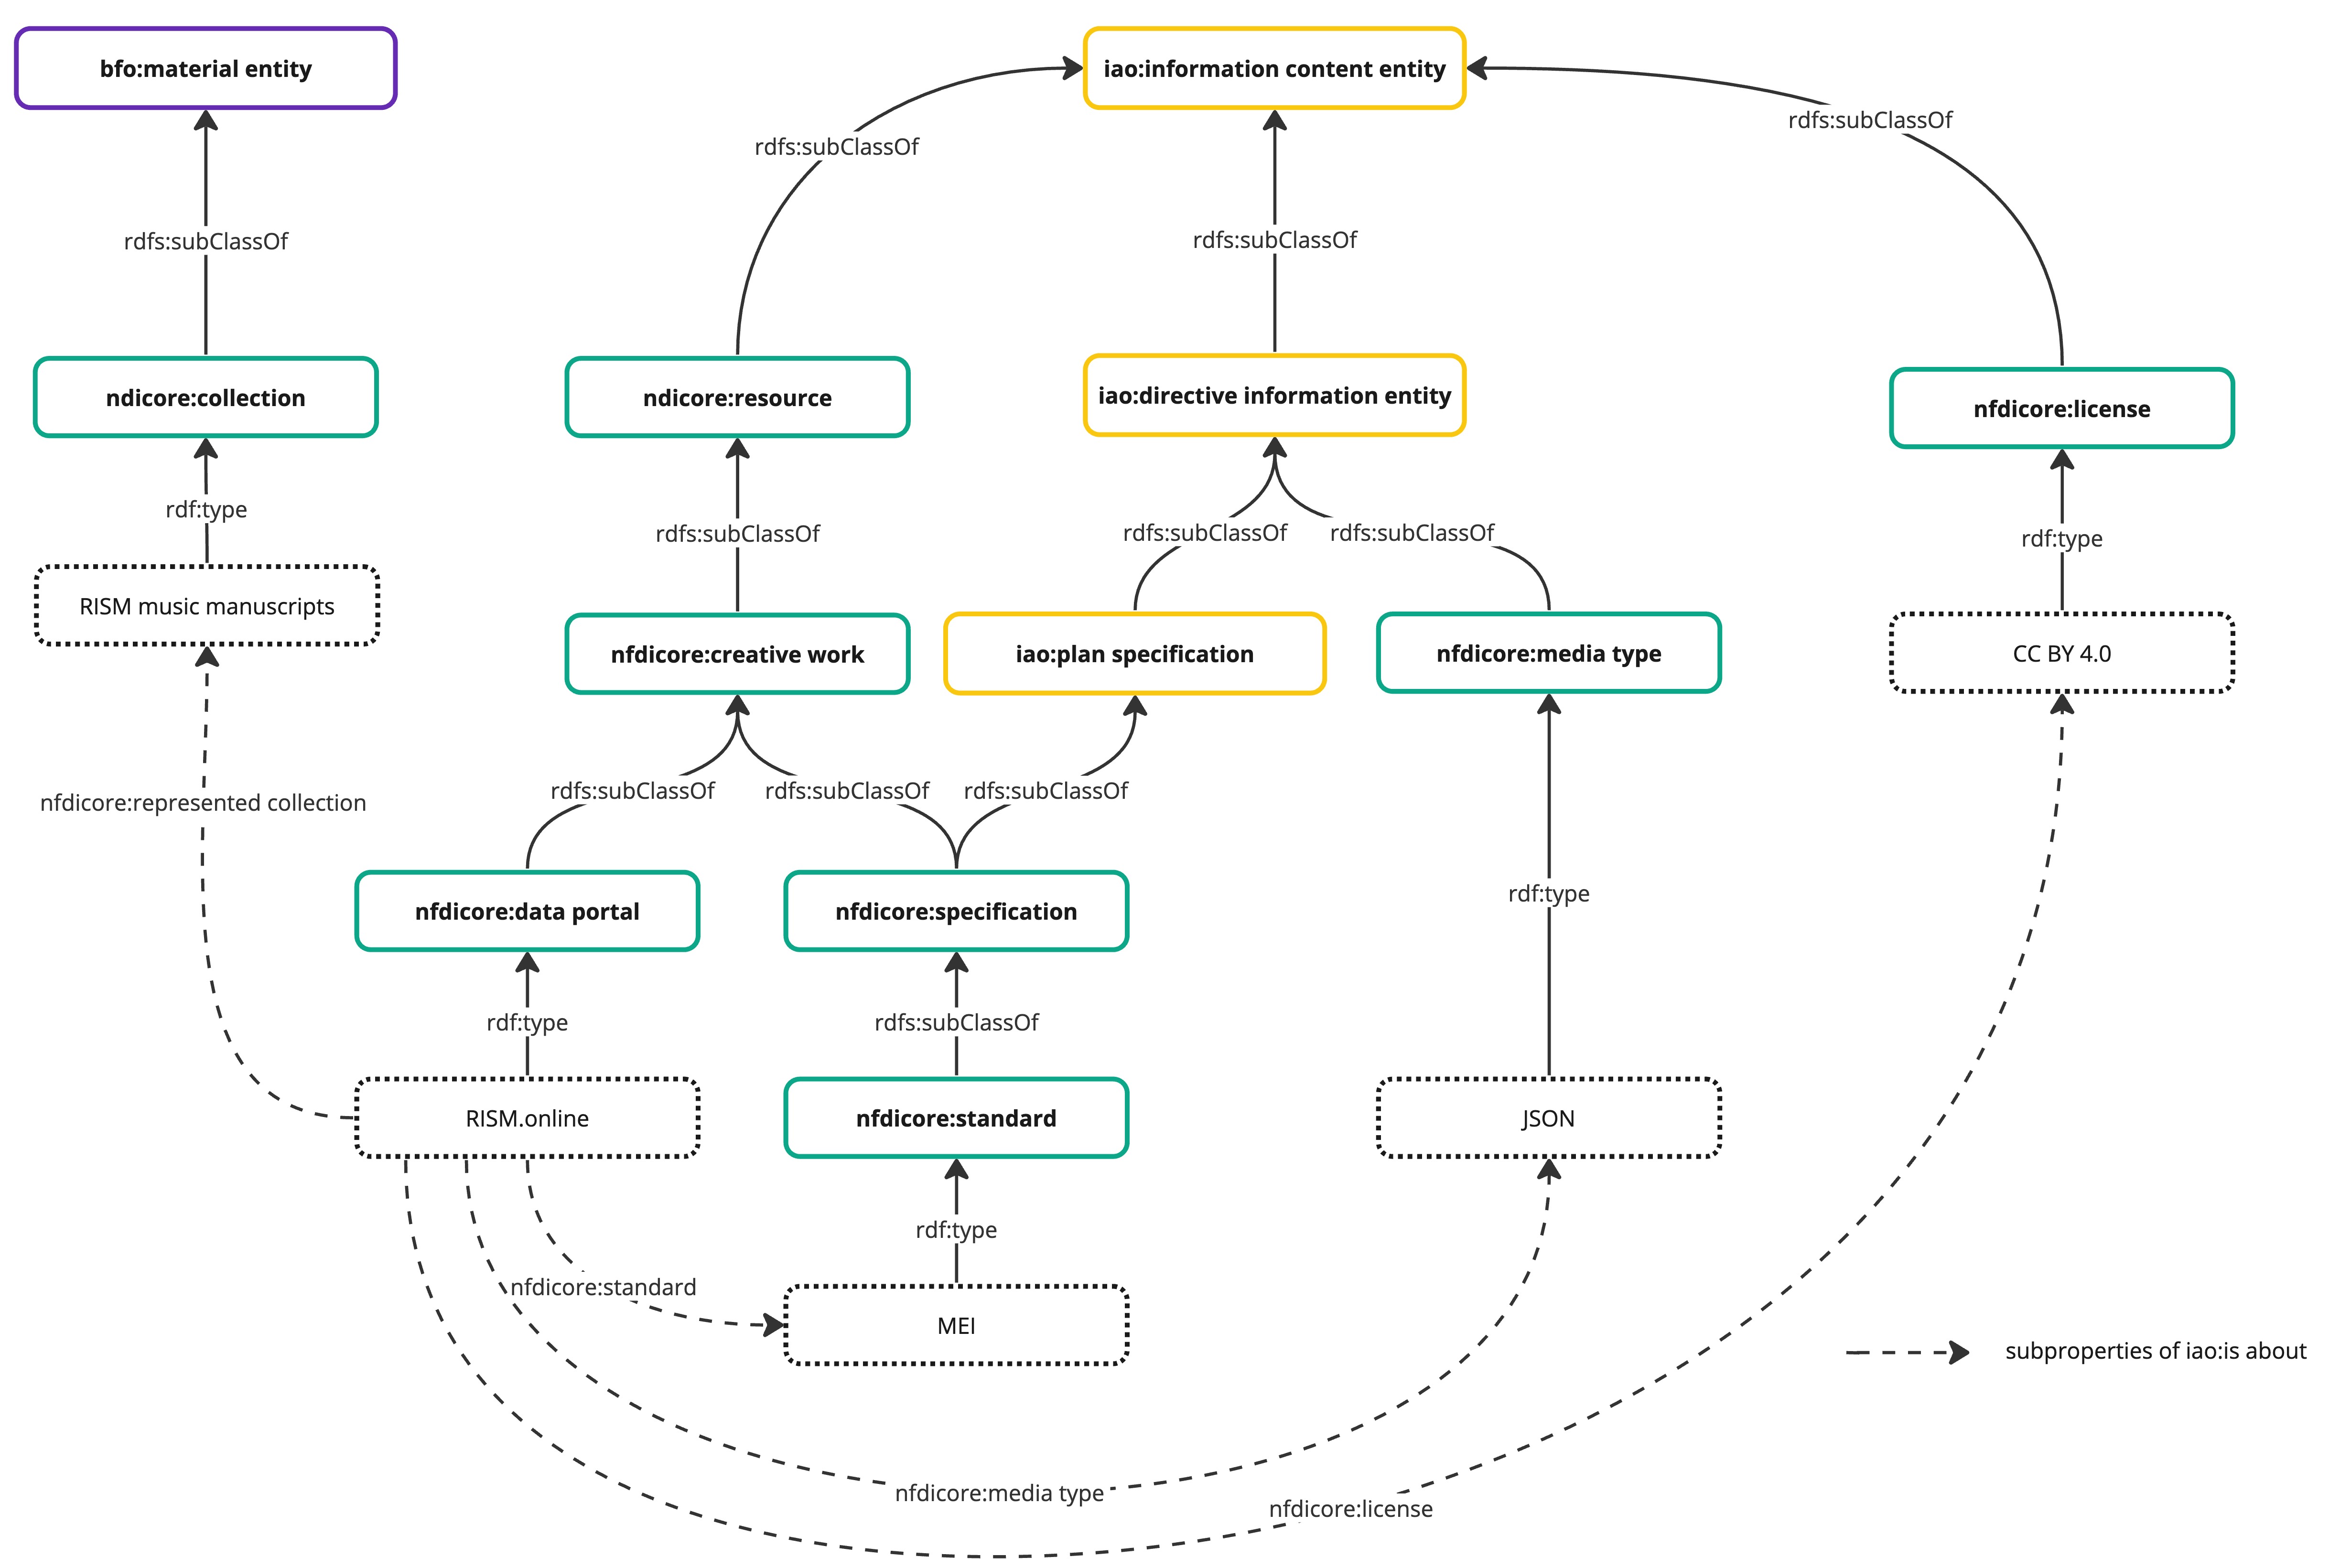 bfo:material entity
iao:information content entity
rdfs:subClassOf
rdfs:subClassOf
rdfs:subClassOf
rdfs:subClassOf
ndicore:collection
ndicore:resource
iao:directive information entity
nfdicore:license
rdf:type
rdfs:subClassOf
rdfs:subClassOf
rdfs:subClassOf
rdf:type
RISM music manuscripts
nfdicore:creative work
iao:plan specification
nfdicore:media type
CC BY 4.0
nfdicore:represented collection
rdfs:subClassOf
rdfs:subClassOf
rdfs:subClassOf
rdf:type
nfdicore:data portal
nfdicore:specification
rdf:type
rdfs:subClassOf
RISM.online
nfdicore:standard
JSON
rdf:type
nfdicore:standard
MEI
subproperties of iao:is about
nfdicore:media type
nfdicore:license